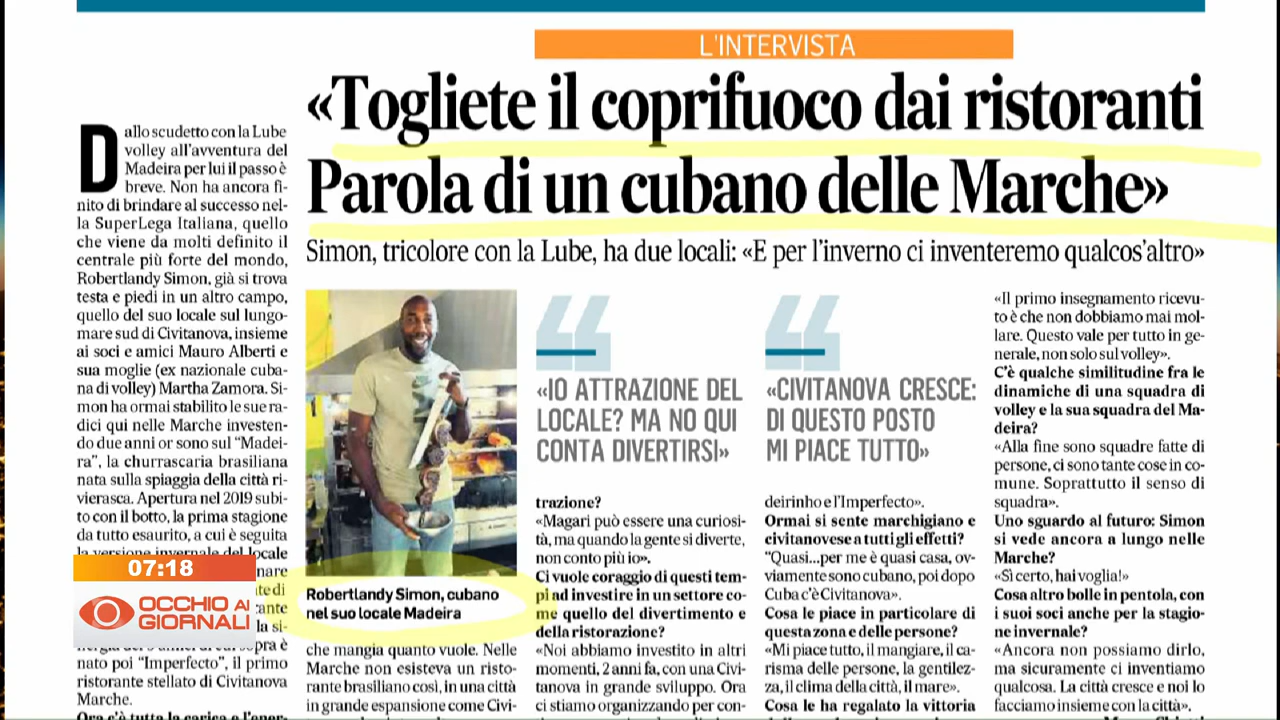 L'INTERVISTA
«Togliete il coprifuoco dai ristoranti
Parola di un cubano delle Marche»
Simon, tricolore con la Lube, ha due locali: «E per l'inverno ci inventeremo qualcos'altro»
Dallo scudetto con la Lube
volley all'avventura del
Madeira per lui il passo è
breve. Non ha ancora fi-
nito di brindare al successo nel-
la SuperLega Italiana, quello
che viene da molti definito il
centrale più forte del mondo,
Robertlandy Simon, già si trova
testa e piedi in un altro campo,
quello del suo locale sul lungo-
mare sud di Civitanova, insieme
ai soci e amici Mauro Alberti e
sua moglie (ex nazionale cuba-
na di volley) Martha Zamora. Si-
mon ha ormai stabilito le sue ra-
dici qui nelle Marche investen-
do due anni or sono sul "Madei-
ra", la churrascaria brasiliana
nata sulla spiaggia della città ri-
vierasca. Apertura nel 2019 subi-
to con il botto, la prima stagione
da tutto esaurito, a cui è seguita
la versione invernale del locale
nare
te di
la si-
pra è
nato poi "Imperfecto", il primo
ristorante stellato di Civitanova
Marche.
Ora c'è tutta la carica e l'ener-
07:18
OCCHIO AI
GIORNALI
Robertlandy Simon, cubano
nel suo locale Madeira
che mangia quanto vuole. Nelle
Marche non esisteva un risto-
rante brasiliano così, in una città
in grande espansione come Civi-
«IO ATTRAZIONE DEL
LOCALE? MA NO QUI
CONTA DIVERTIRSI»
trazione?
«Magari può essere una curiosi-
tà, ma quando la gente si diverte,
non conto più io».
Ci vuole coraggio di questi tem-
pi ad investire in un settore co-
me quello del divertimento e
della ristorazione?
«Noi abbiamo investito in altri
momenti, 2 anni fa, con una Civi-
tanova in grande sviluppo. Ora
ci stiamo organizzando per con-
«CIVITANOVA CRESCE:
DI QUESTO POSTO
MI PIACE TUTTO»
deirinho e l'Imperfecto».
Ormai si sente marchigiano e
civitanovese a tutti gli effetti?
"Quasi...per me è quasi casa, ov-
viamente sono cubano, poi dopo
Cuba c'è Civitanova».
Cosa le piace in particolare di
questa zona e delle persone?
«Mi piace tutto, il mangiare, il ca-
risma delle persone, la gentilez-
za, il clima della città, il mare».
Cosa le ha regalato la vittoria
«Il primo insegnamento ricevu-
to è che non dobbiamo mai mol-
lare. Questo vale per tutto in ge-
nerale, non solo sul volley».
C'è qualche similitudine fra le
dinamiche di una squadra di
volley e la sua squadra del Ma-
deira?
«Alla fine sono squadre fatte di
persone, ci sono tante cose in co-
mune. Soprattutto il senso di
squadra».
Uno sguardo al futuro: Simon
si vede ancora a lungo nelle
Marche?
«Sì certo, hai voglia!»
Cosa altro bolle in pentola, con
i suoi soci anche per la stagio-
ne invernale?
«Ancora non possiamo dirlo,
ma sicuramente ci inventiamo
qualcosa. La città cresce e noi lo
facciamo insieme con la città».